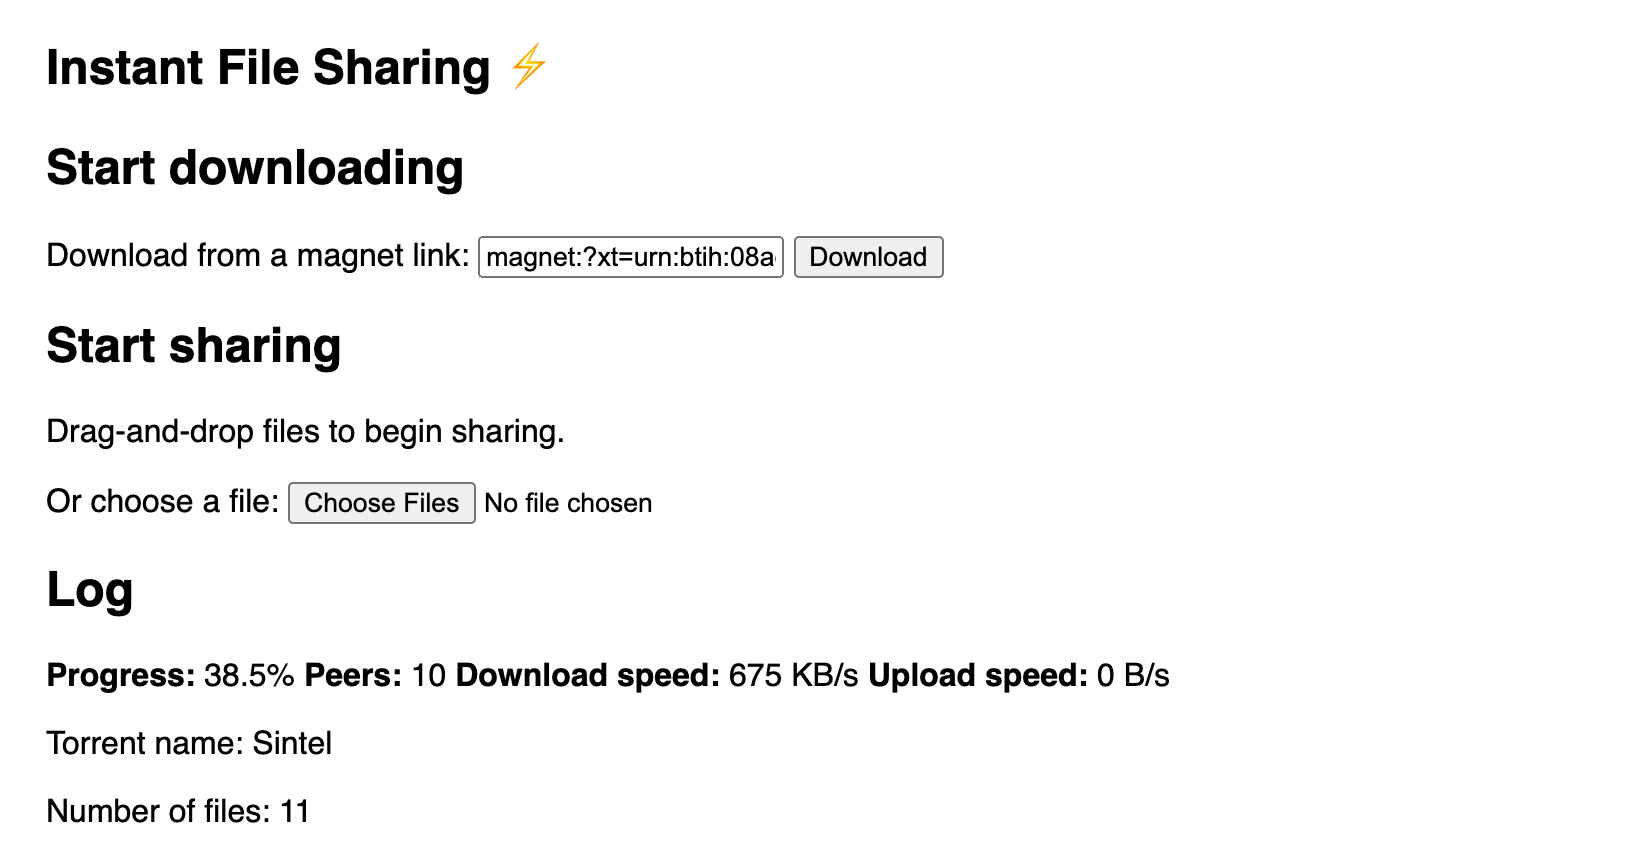 Instant File Sharing ⚡
Start downloading
Download from a magnet link: magnet:?xt=urn:btih:08a Download
Start sharing
Drag-and-drop files to begin sharing.
Or choose a file: Choose Files No file chosen
Log
Progress: 38.5% Peers: 10 Download speed: 675 KB/s Upload speed: 0 B/s
Torrent name: Sintel
Number of files: 11